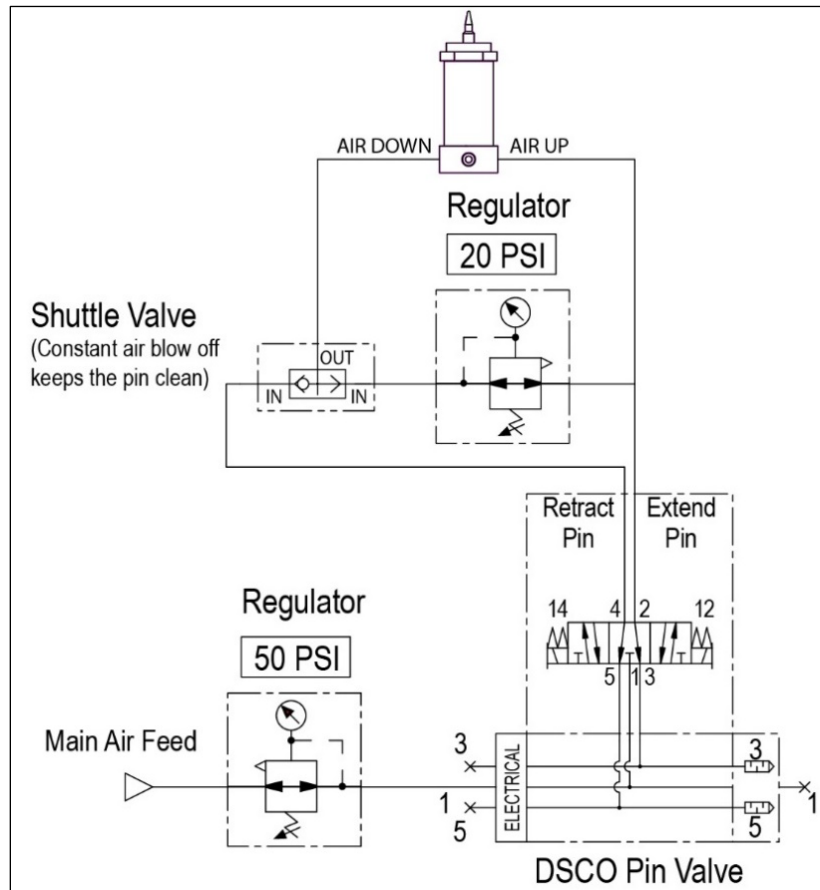 AIR DOWN
AIR UP
Regulator
20 PSI
Shuttle Valve
(Constant air blow off
keeps the pin clean)
OUT
IN
IN
Retract
Pin
Extend
Pin
14
4
2
12
5
1
3
Regulator
50 PSI
Main Air Feed
3
1
5
ELECTRICAL
3
5
1
DSCO Pin Valve